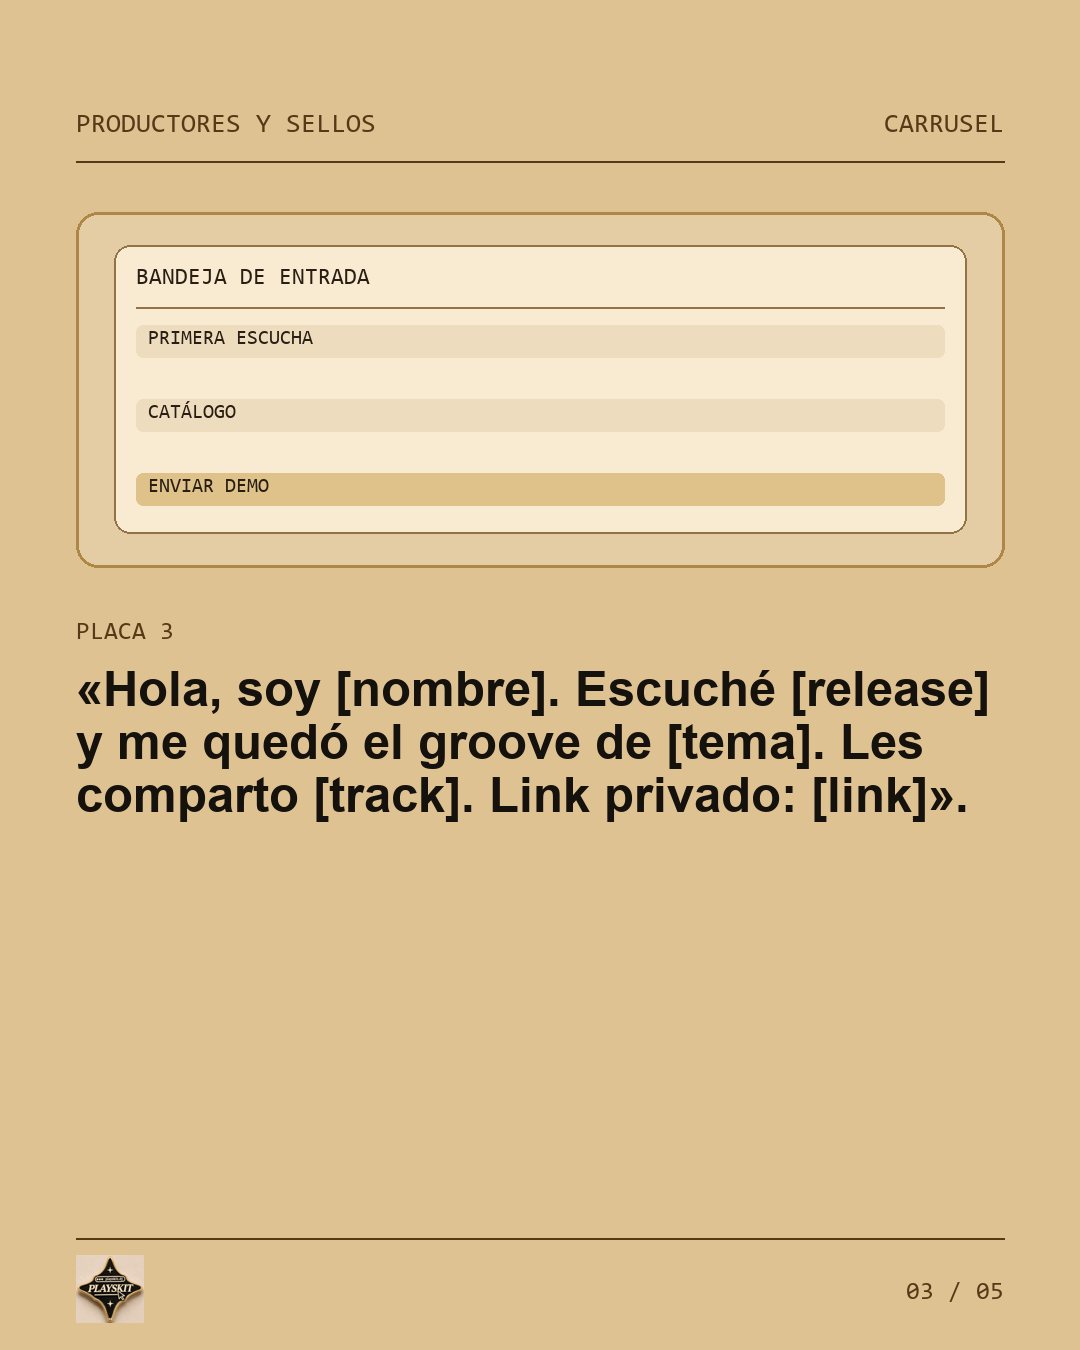 PRODUCTORES Y SELLOS
CARRUSEL
BANDEJA DE ENTRADA
PRIMERA ESCUCHA
CATÁLOGO
ENVIAR DEMO
PLACA 3
«Hola, soy [nombre]. Escuché [release]
y me quedó el groove de [tema]. Les
comparto [track]. Link privado: [link]».
PLAYSKIT
03 / 05